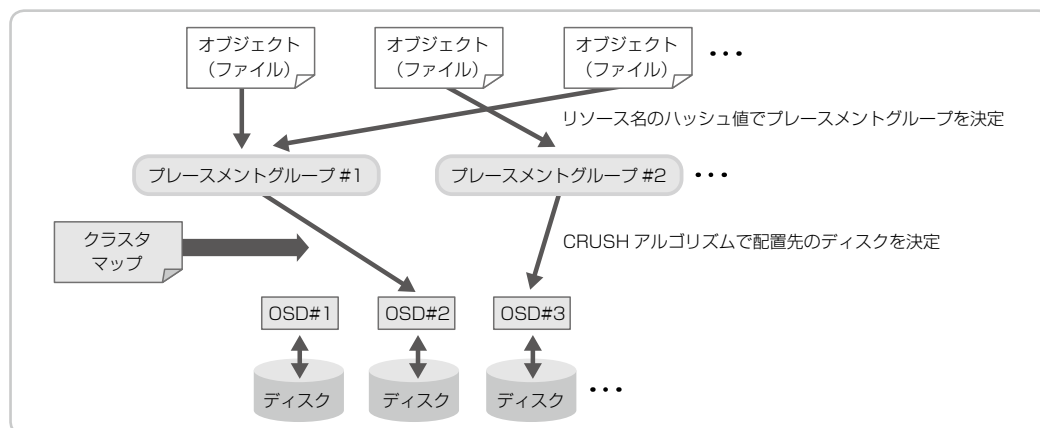 オブジェクト
(ファイル)
オブジェクト
(ファイル)
オブジェクト
(ファイル)
•••
リソース名のハッシュ値でプレースメントグループを決定
プレースメントグループ #1
プレースメントグループ #2
•••
クラスタ
マップ
CRUSH アルゴリズムで配置先のディスクを決定
OSD#1
OSD#2
OSD#3
ディスク
ディスク
ディスク
•••